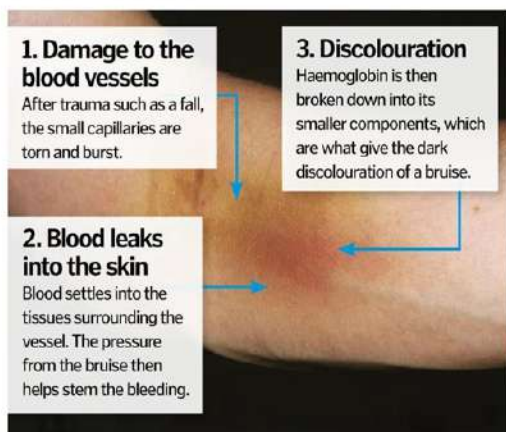 1. Damage to the
blood vessels
After trauma such as a fall,
the small capillaries are
torn and burst.
2. Blood leaks
into the skin
Blood settles into the
tissues surrounding the
vessel. The pressure
from the bruise then
helps stem the bleeding.
3. Discolouration
Haemoglobin is then
broken down into its
smaller components, which
are what give the dark
discolouration of a bruise.